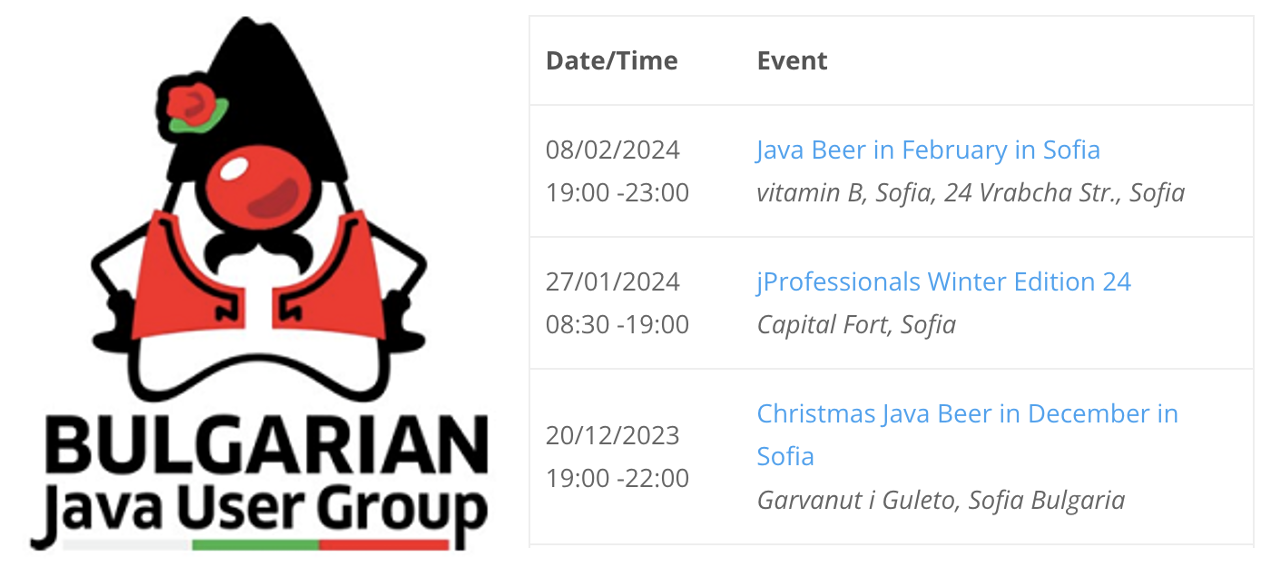 BULGARIAN
Java User Group
Date/Time Event
08/02/2024 Java Beer in February in Sofia
19:00 -23:00 vitamin B, Sofia, 24 Vrabcha Str., Sofia
27/01/2024 jProfessionals Winter Edition 24
08:30 -19:00 Capital Fort, Sofia
20/12/2023
19:00 -22:00
Christmas Java Beer in December in
Sofia
Garvanut i Guleto, Sofia Bulgaria